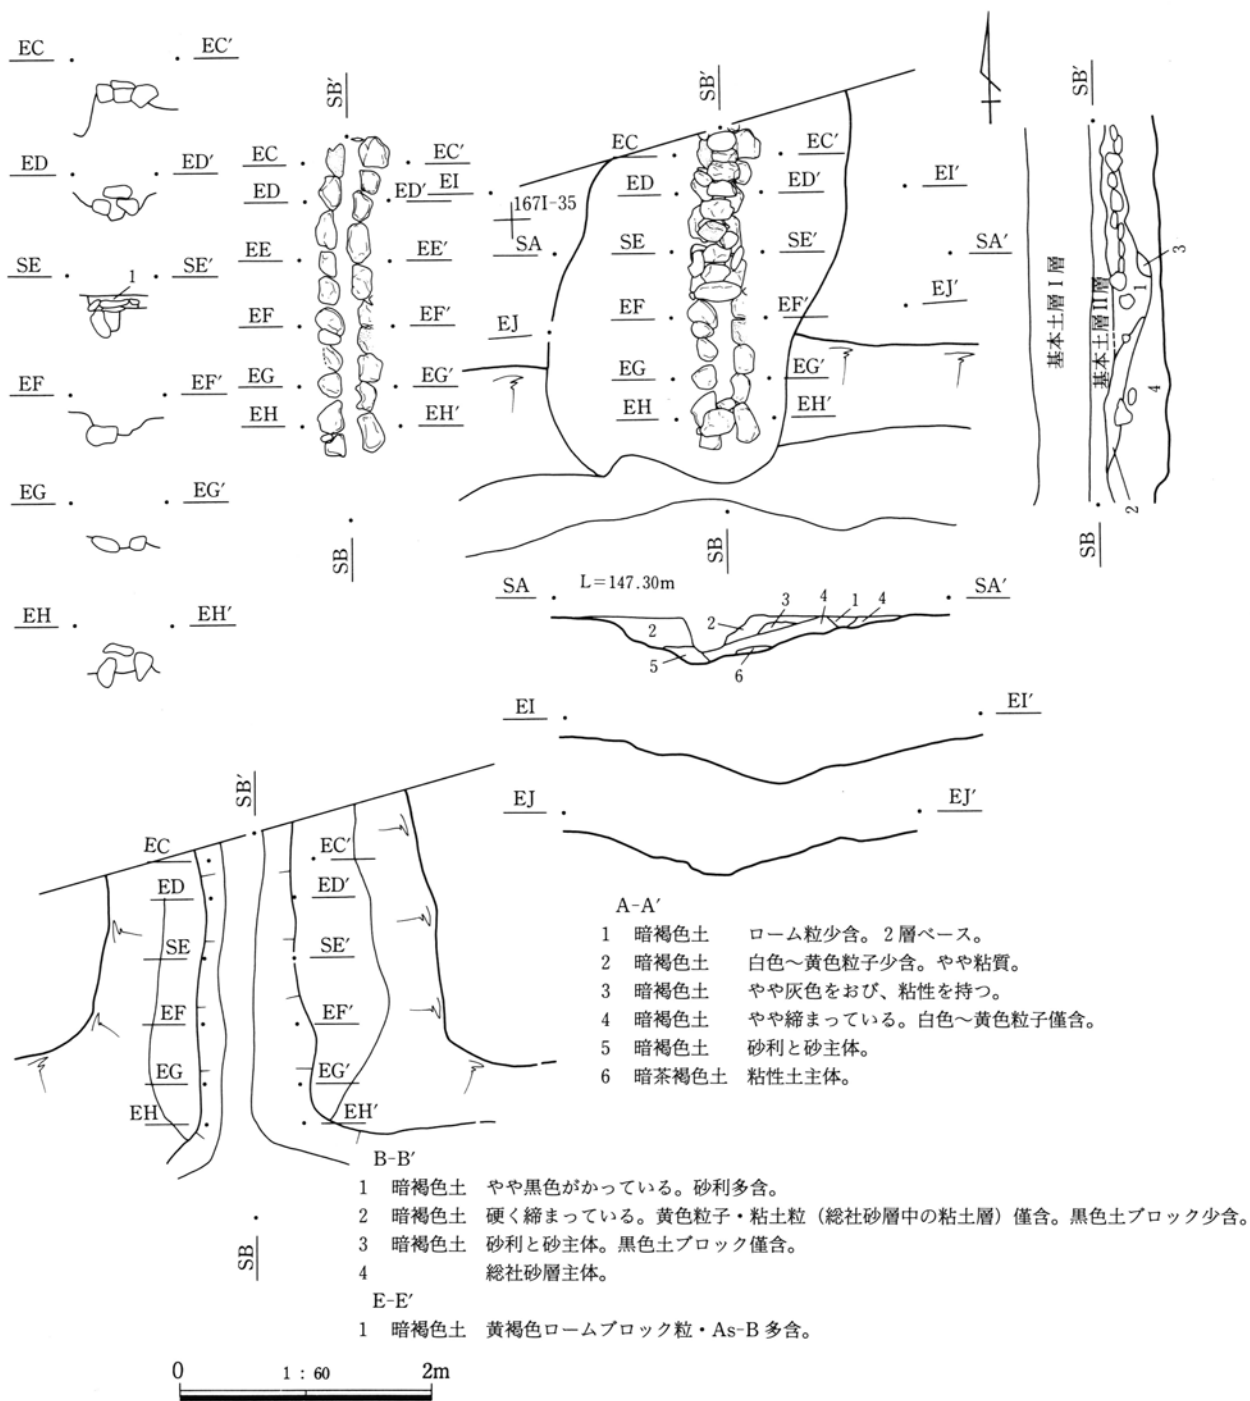 EC EC′
ED ED′
SE 1 SE′
EF EF′
EG EG′
EH EH′
SB′
EC EC′
ED ED′
EE EE′
EF EF′
EG EG′
EH EH′
SB
SB′
EC EC′
EI EI′
167I-35
ED ED′
SA SE SE′ SA′
EJ EF EF′ EJ′
EG EG′
EH EH′
SB
SB′
基本土層I層
基本土層II層
3
1
4
2
SB
SA L=147.30m SA′
2 2 3 4 1 4
5 6
EI EI′
EJ EJ′
SB′
EC EC′
ED ED′
SE SE′
EF EF′
EG EG′
EH EH′
SB
A-A′
1 暗褐色土 ローム粒少含。2層ベース。
2 暗褐色土 白色～黄色粒子少含。やや粘質。
3 暗褐色土 やや灰色をおび、粘性を持つ。
4 暗褐色土 やや締まっている。白色～黄色粒子僅含。
5 暗褐色土 砂利と砂主体。
6 暗茶褐色土 粘性土主体。
B-B′
1 暗褐色土 やや黒色がかっている。砂利多含。
2 暗褐色土 硬く締まっている。黄色粒子・粘土粒（総社砂層中の粘土層）僅含。黒色土ブロック少含。
3 暗褐色土 砂利と砂主体。黒色土ブロック僅含。
4 総社砂層主体。
E-E′
1 暗褐色土 黄褐色ロームブロック粒・As-B多含。
0 1：60 2m